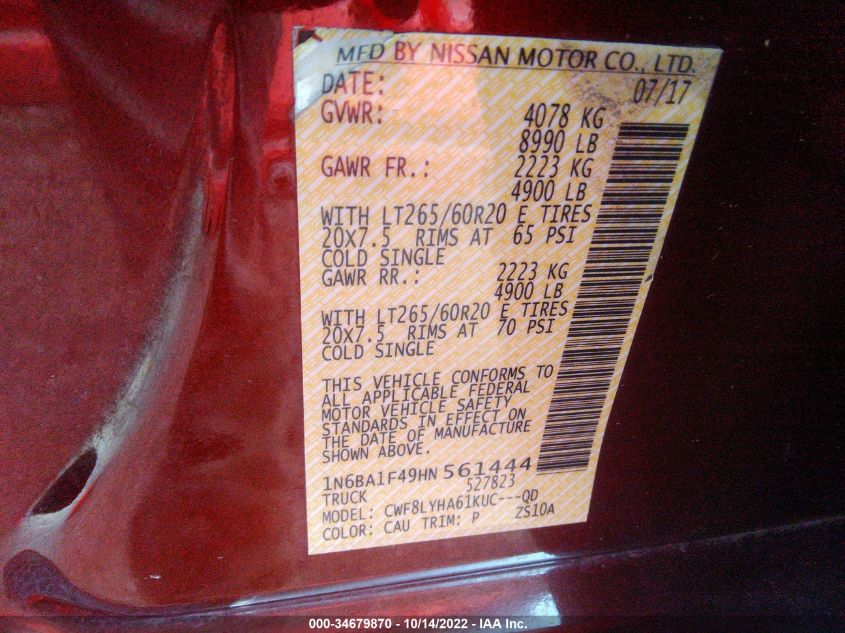 MFD BY NISSAN MOTOR CO., LTD.
DATE: 07/17
GVWR: 4078 KG
8990 LB
GAWR FR.: 2223 KG
4900 LB
WITH LT265/60R20 E TIRES
20X7.5 RIMS AT 65 PSI
COLD SINGLE
GAWR RR.: 2223 KG
4900 LB
WITH LT265/60R20 E TIRES
20X7.5 RIMS AT 70 PSI
COLD SINGLE
THIS VEHICLE CONFORMS TO
ALL APPLICABLE FEDERAL
MOTOR VEHICLE SAFETY
STANDARDS IN EFFECT ON
THE DATE OF MANUFACTURE
SHOWN ABOVE.
1N6BA1F49HN561444
TRUCK 527823
MODEL: CWF8LYHA61KUC---QD
COLOR: CAU TRIM: P ZS10A
000-34679870 - 10/14/2022 - IAA Inc.